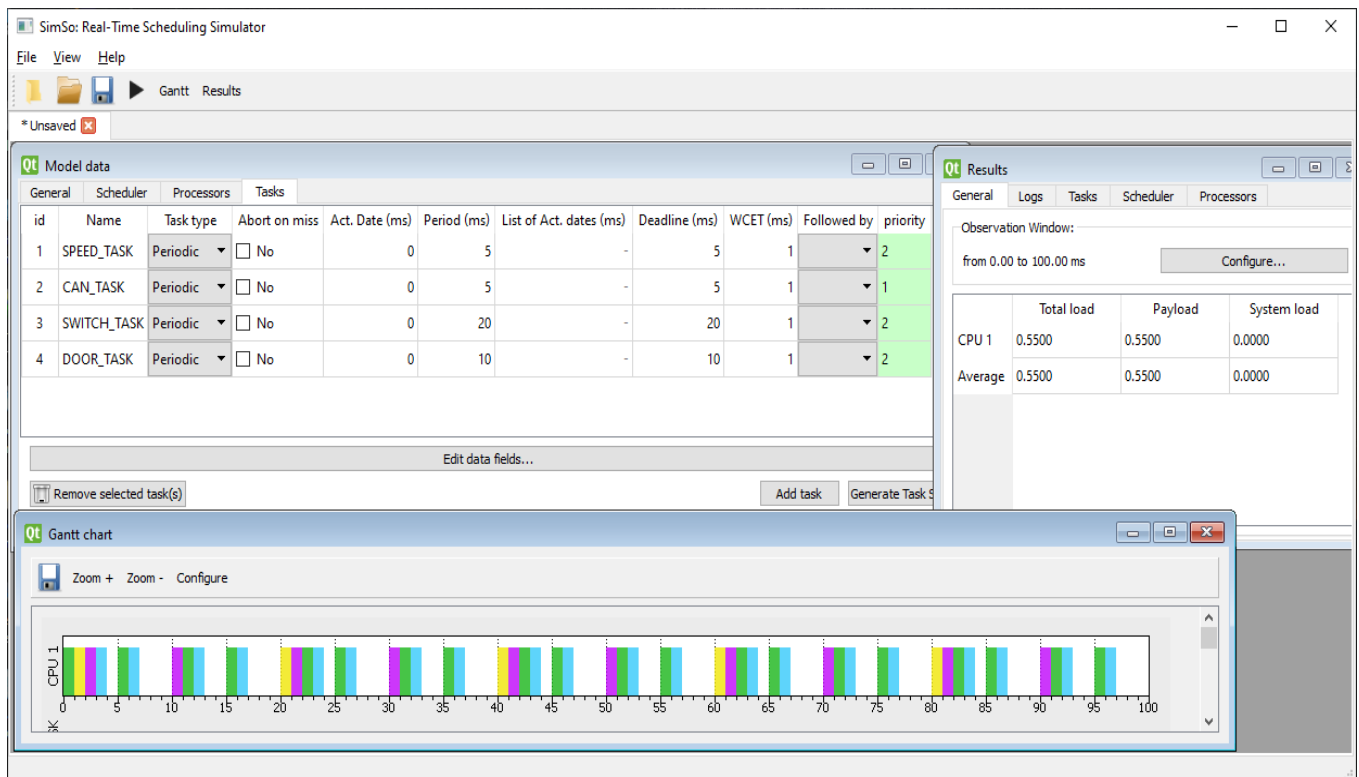 SimSo: Real-Time Scheduling Simulator
File View Help
Gantt Results
* Unsaved
Qt Model data
General Scheduler Processors Tasks
id Name Task type Abort on miss Act. Date (ms) Period (ms) List of Act. dates (ms) Deadline (ms) WCET (ms) Followed by priority
1 SPEED_TASK Periodic No 0 5 - 5 1 2
2 CAN_TASK Periodic No 0 5 - 5 1 1
3 SWITCH_TASK Periodic No 0 20 - 20 1 2
4 DOOR_TASK Periodic No 0 10 - 10 1 2
Edit data fields...
Remove selected task(s) Add task Generate Task S
Qt Results
General Logs Tasks Scheduler Processors
Observation Window:
from 0.00 to 100.00 ms Configure...
Total load Payload System load
CPU 1 0.5500 0.5500 0.0000
Average 0.5500 0.5500 0.0000
Qt Gantt chart
Zoom + Zoom - Configure
CPU 1
0 5 10 15 20 25 30 35 40 45 50 55 60 65 70 75 80 85 90 95 100